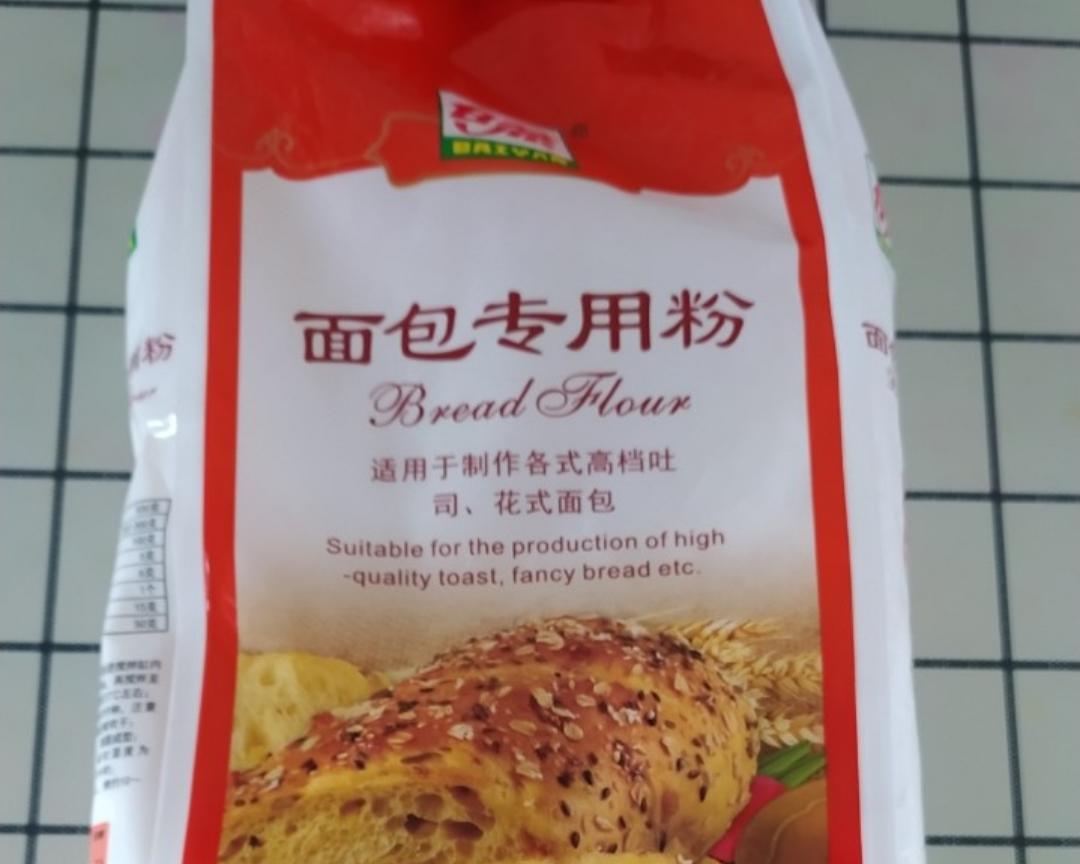 BAIYAN
面包专用粉
Bread Flour
适用于制作各式高档吐
司、花式面包
Suitable for the production of high
-quality toast, fancy bread etc.